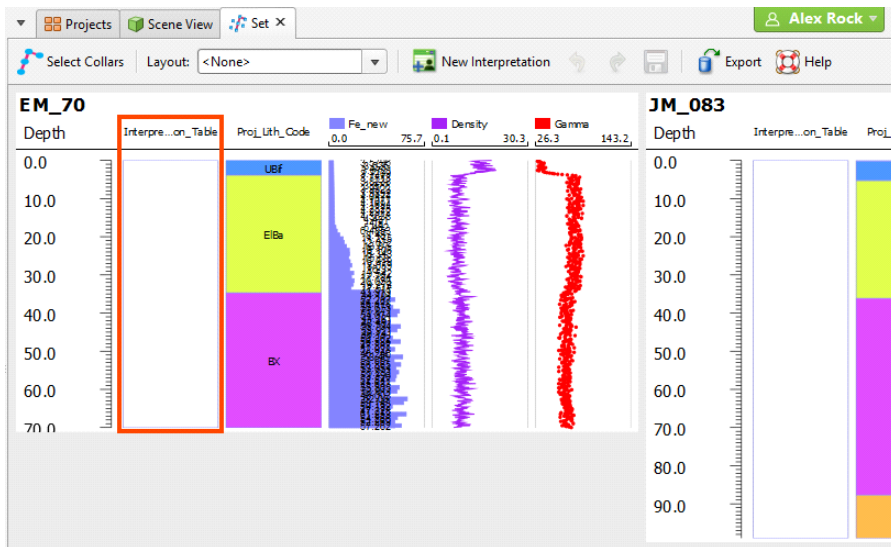 Projects Scene View Set
Alex Rock
Select Collars Layout: <None> New Interpretation Export Help
EM_70
Depth Interpre...on_Table Proj_Lith_Code Fe_new Density Gamma
0.0 75.7 0.1 30.3 26.3 143.2
0.0
10.0
20.0
30.0
40.0
50.0
60.0
70.0
UBif
EIBa
BX
JM_083
Depth Interpre...on_Table Proj_
0.0
10.0
20.0
30.0
40.0
50.0
60.0
70.0
80.0
90.0